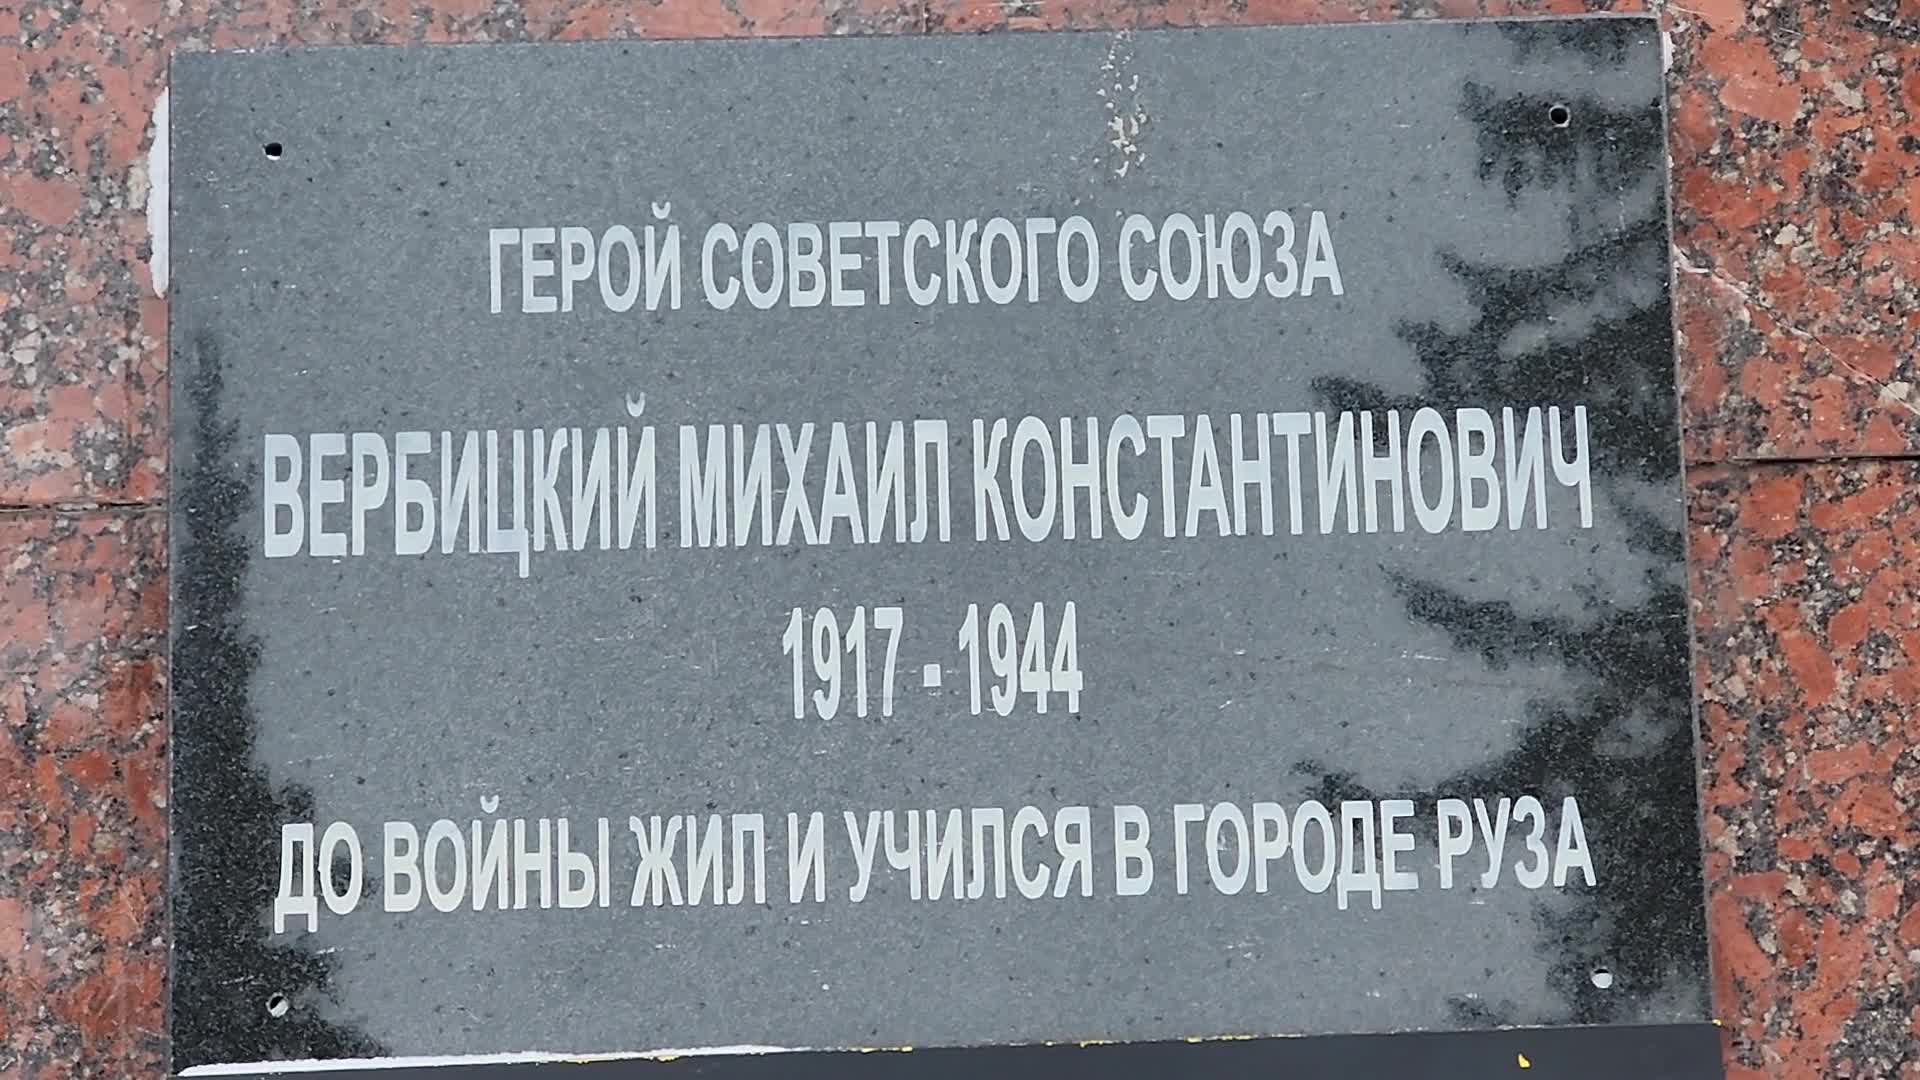 ГЕРОЙ СОВЕТСКОГО СОЮЗА
ВЕРБИЦКИЙ МИХАИЛ КОНСТАНТИНОВИЧ
1917 - 1944
ДО ВОЙНЫ ЖИЛ И УЧИЛСЯ В ГОРОДЕ РУЗА